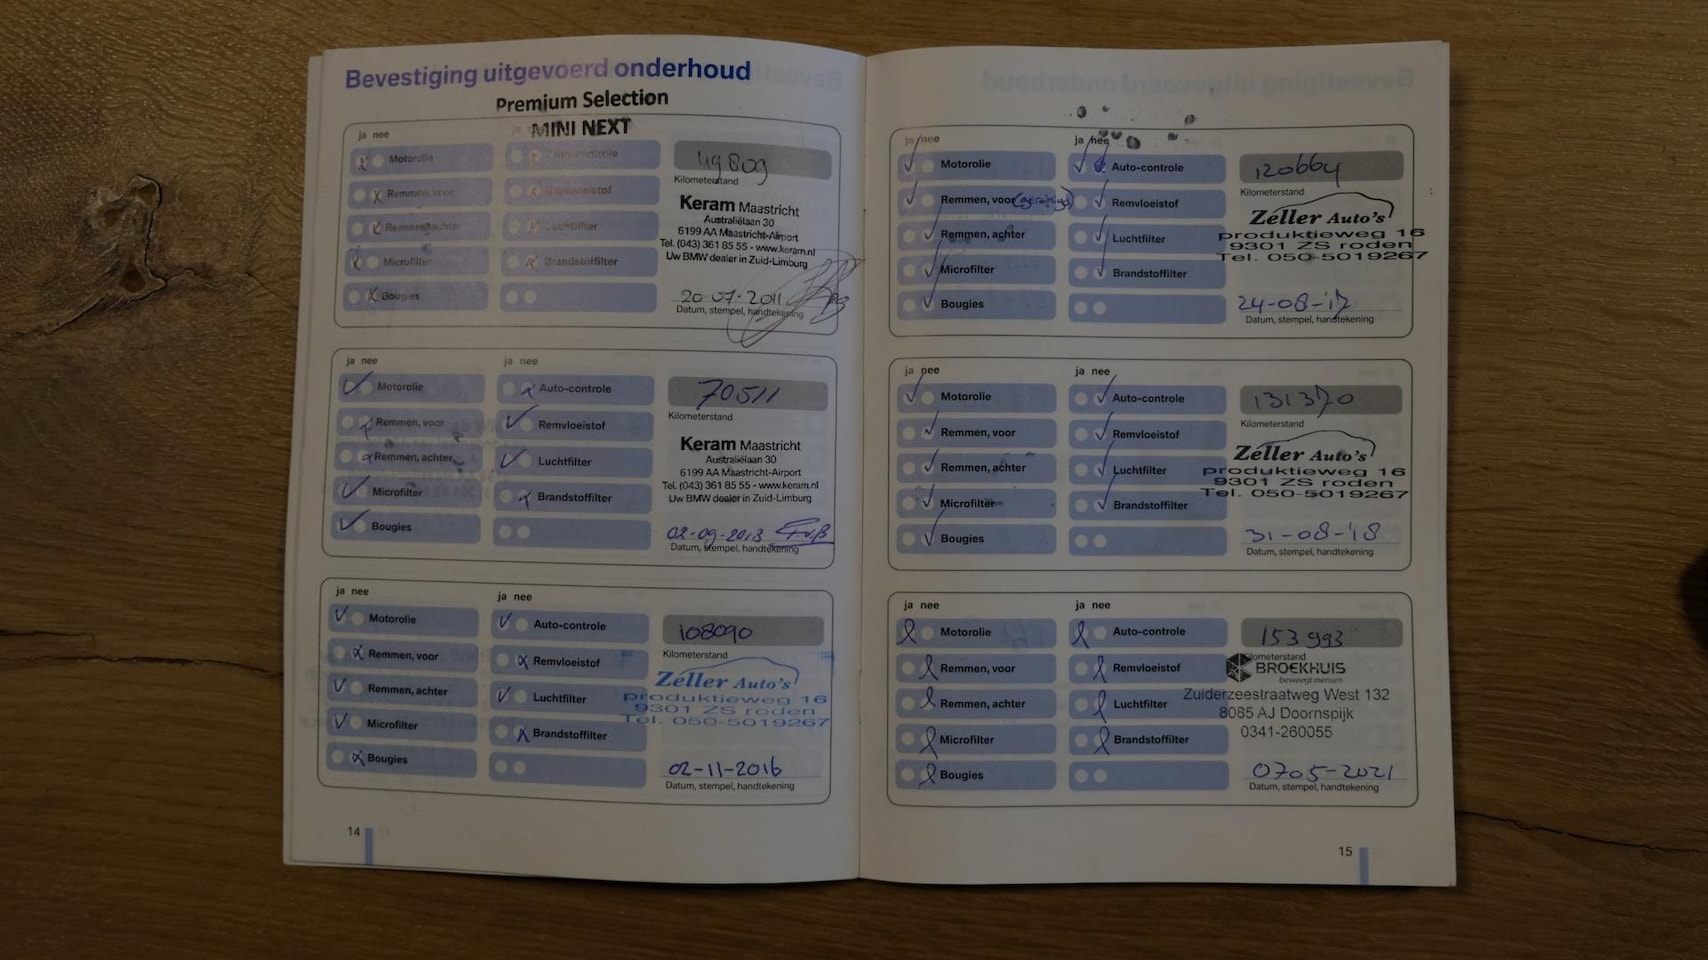 Bevestiging uitgevoerd onderhoud
Premium Selection
MINI NEXT
ja nee
Motorolie
Remmen, voor
Remmen, achter
Microfilter
Bougies
ja
Auto-controle
Remvloeistof
Luchtfilter
Brandstoffilter
49809
Kilometerstand
Keram Maastricht
Australiëlaan 30
6199 AA Maastricht-Airport
Tel. (043) 361 85 55 - www.keram.nl
Uw BMW dealer in Zuid-Limburg
20-07-2011
Datum, stempel, handtekening
ja nee
Motorolie
Remmen, voor
Remmen, achter
Microfilter
Bougies
ja nee
Auto-controle
Remvloeistof
Luchtfilter
Brandstoffilter
70511
Kilometerstand
Keram Maastricht
Australiëlaan 30
6199 AA Maastricht-Airport
Tel. (043) 361 85 55 - www.keram.nl
Uw BMW dealer in Zuid-Limburg
02-09-2013
Datum, stempel, handtekening
ja nee
Motorolie
Remmen, voor
Remmen, achter
Microfilter
Bougies
ja nee
Auto-controle
Remvloeistof
Luchtfilter
Brandstoffilter
108090
Kilometerstand
Zeller Auto's
produktieweg 16
9301 ZS roden
Tel. 050-5019267
02-11-2016
Datum, stempel, handtekening
14
ja nee
Motorolie
Remmen, voor (gereinigd)
Remmen, achter
Microfilter
Bougies
ja nee
Auto-controle
Remvloeistof
Luchtfilter
Brandstoffilter
120664
Kilometerstand
Zeller Auto's
produktieweg 16
9301 ZS roden
Tel. 050-5019267
24-08-'17
Datum, stempel, handtekening
ja nee
Motorolie
Remmen, voor
Remmen, achter
Microfilter
Bougies
ja nee
Auto-controle
Remvloeistof
Luchtfilter
Brandstoffilter
131370
Kilometerstand
Zeller Auto's
produktieweg 16
9301 ZS roden
Tel. 050-5019267
31-08-'18
Datum, stempel, handtekening
ja nee
Motorolie
Remmen, voor
Remmen, achter
Microfilter
Bougies
ja nee
Auto-controle
Remvloeistof
Luchtfilter
Brandstoffilter
153993
Kilometerstand
BROEKHUIS
beweegt mensen
Zuiderzeestraatweg West 132
8085 AJ Doornspijk
0341-260055
0705-2021
Datum, stempel, handtekening
15